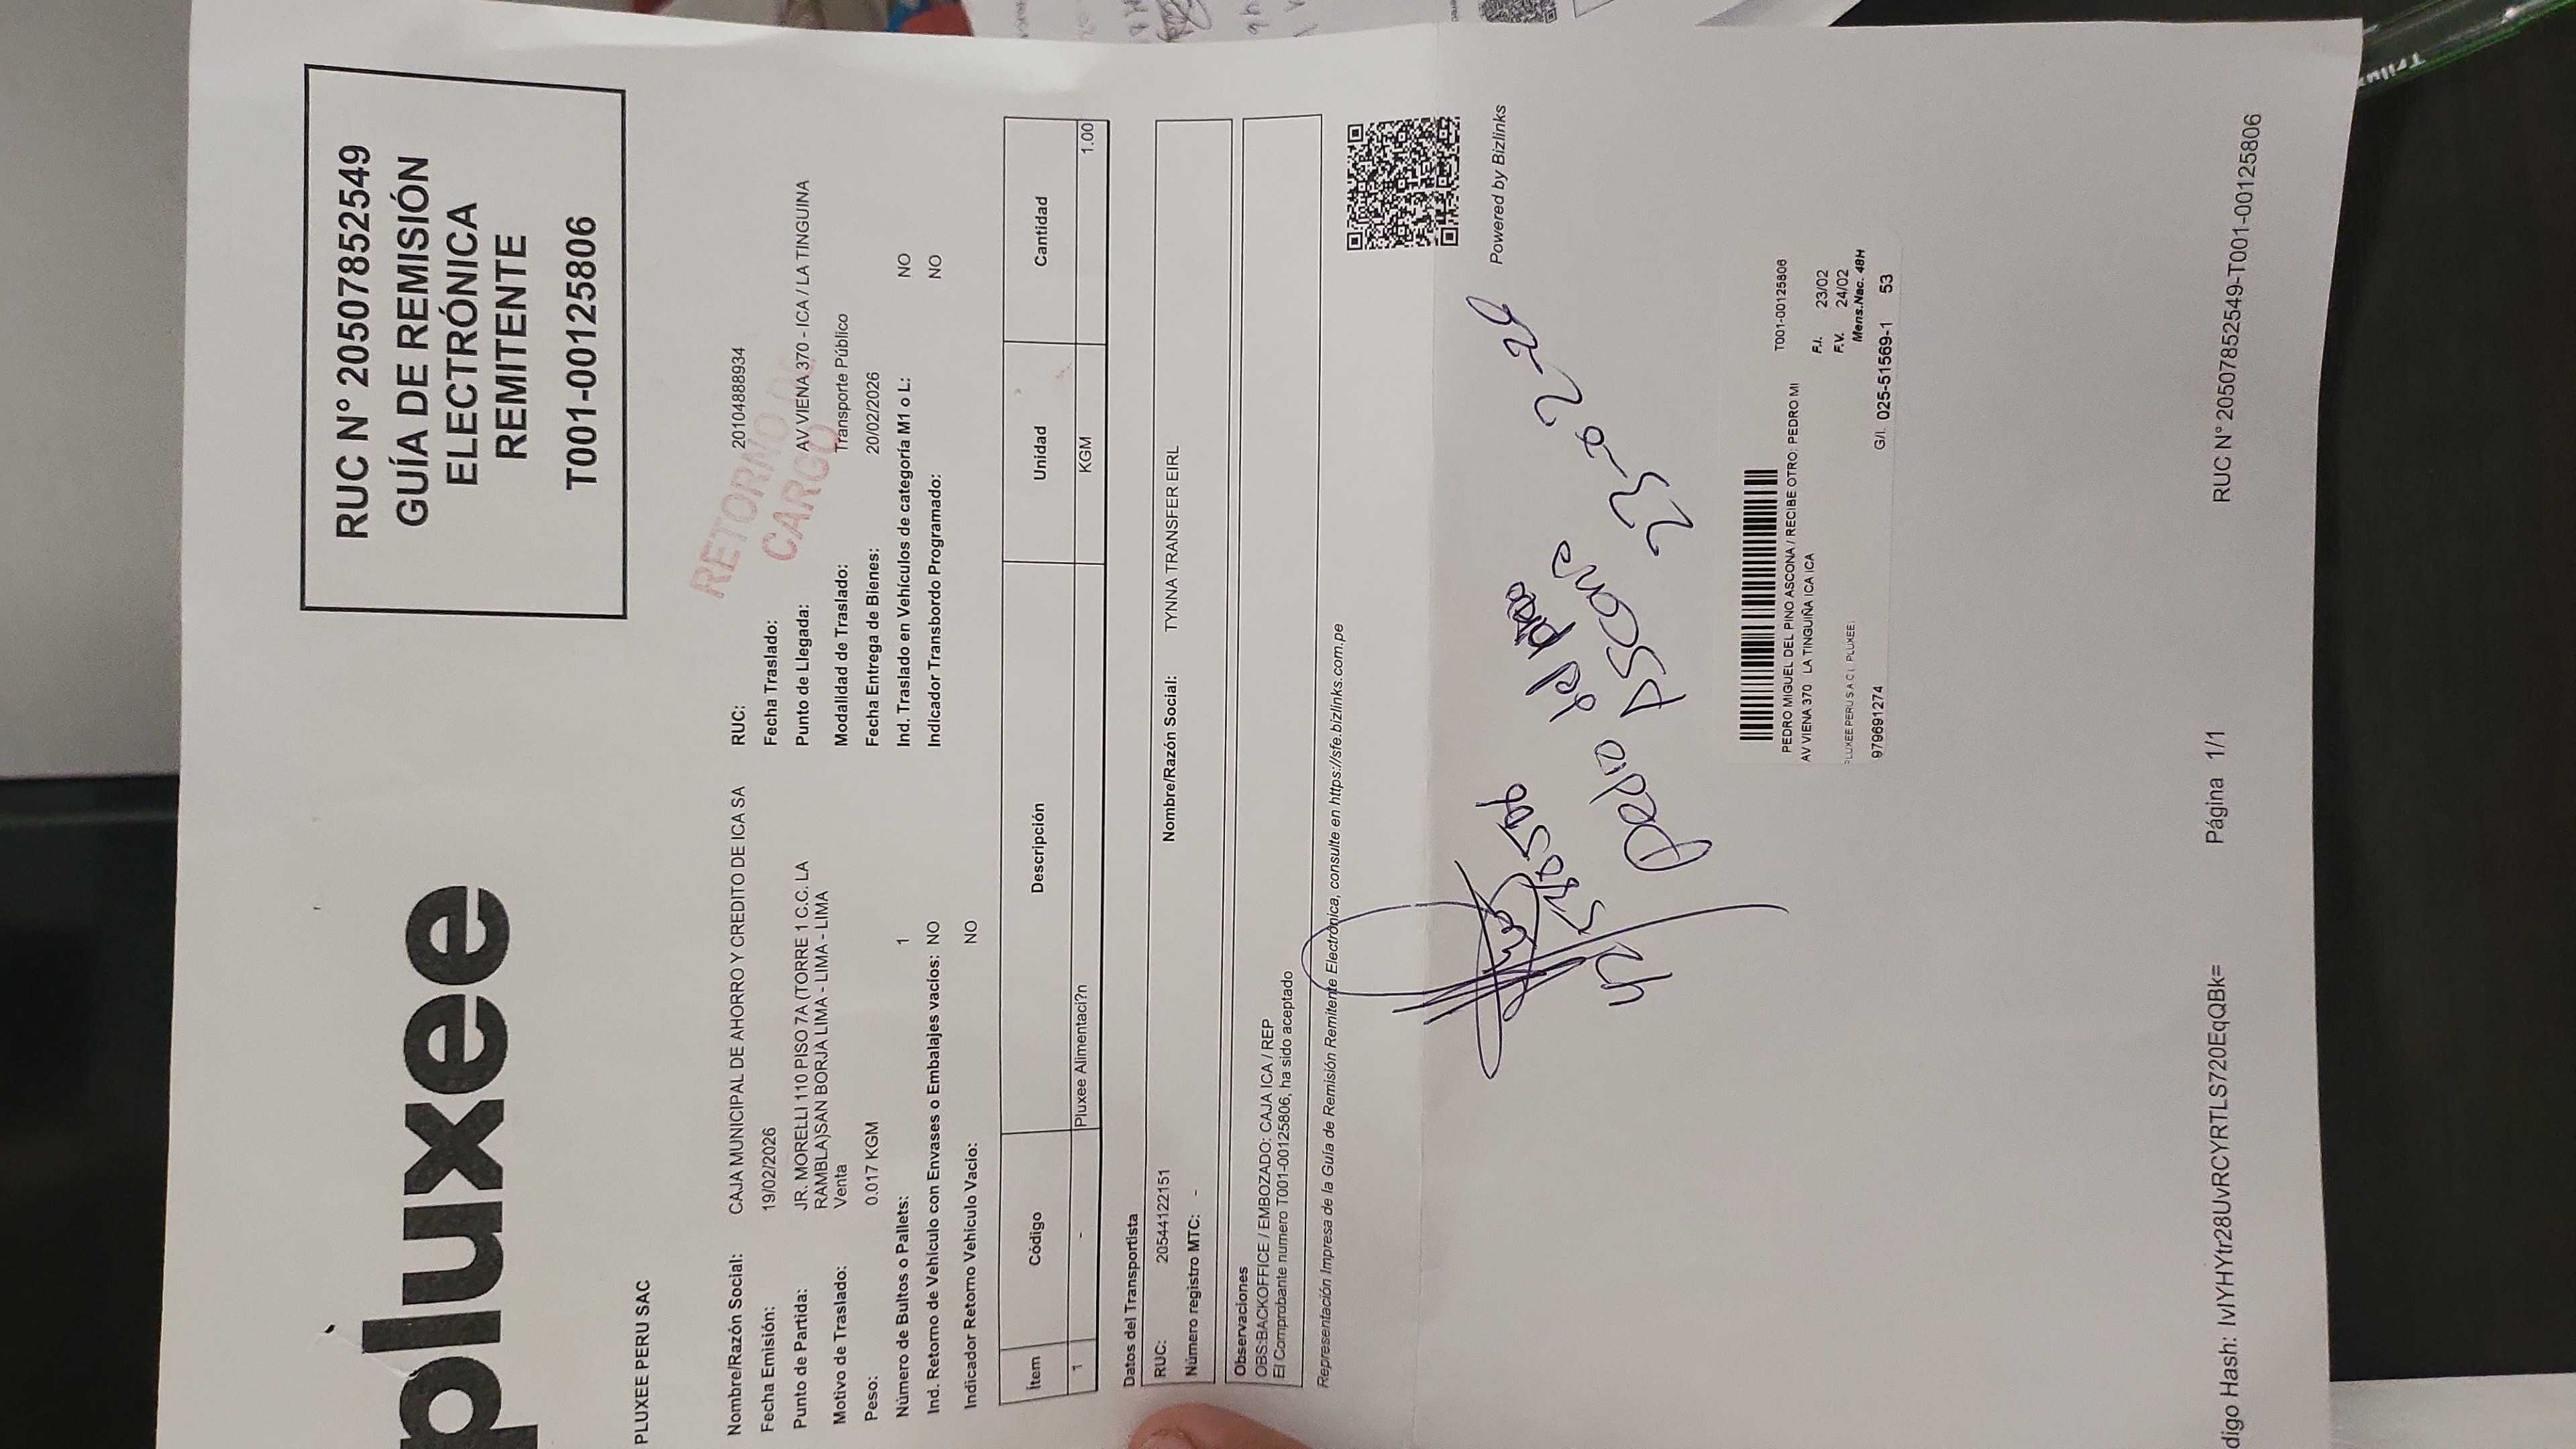 RUC N° 20507852549
GUÍA DE REMISIÓN
ELECTRÓNICA
REMITENTE
T001-00125806
pluxee
PLUXEE PERU SAC
Nombre/Razón Social: CAJA MUNICIPAL DE AHORRO Y CREDITO DE ICA SA RUC: 20104888934
Fecha Emisión: 19/02/2026 Fecha Traslado:
RETORNO DE
CARGO
Punto de Partida: JR. MORELLI 110 PISO 7A (TORRE 1 C.C. LA Punto de Llegada: AV VIENA 370 - ICA / LA TINGUINA
RAMBLA)SAN BORJA LIMA - LIMA - LIMA
Motivo de Traslado: Venta Modalidad de Traslado: Transporte Público
Peso: 0.017 KGM Fecha Entrega de Bienes: 20/02/2026
Número de Bultos o Pallets: 1 Ind. Traslado en Vehículos de categoría M1 o L: NO
Ind. Retorno de Vehículo con Envases o Embalajes vacíos: NO Indicador Transbordo Programado: NO
Indicador Retorno Vehículo Vacio: NO
Ítem Código Descripción Unidad Cantidad
1 - Pluxee Alimentaci?n KGM 1.00
Datos del Transportista
RUC: 20544122151 Nombre/Razón Social: TYNNA TRANSFER EIRL
Número registro MTC: -
Observaciones
OBS:BACKOFFICE / EMBOZADO: CAJA ICA / REP
El Comprobante numero T001-00125806, ha sido aceptado
Representación Impresa de la Guía de Remisión Remitente Electrónica, consulte en https://sfe.bizlinks.com.pe
Powered by Bizlinks
Pedro del pino
Ascona
23-02-26
T001-00125806
PEDRO MIGUEL DEL PINO ASCONA / RECIBE OTRO: PEDRO MI
AV VIENA 370 LA TINGUIÑA ICA ICA
F.I. 23/02
F.V. 24/02
Mens.Nac. 48H
PLUXEE PERU S.A.C ( PLUXEE)
979691274 G/I. 025-51569-1 53
digo Hash: IvIYHYtr28UvRCYRTLS720EqQBk= Página 1/1 RUC N° 20507852549-T001-00125806
Trilux